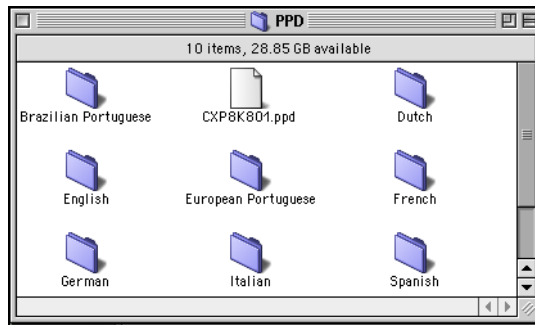 PPD
10 items, 28.85 GB available
Brazilian Portuguese
CXP8K801.ppd
Dutch
English
European Portuguese
French
German
Italian
Spanish